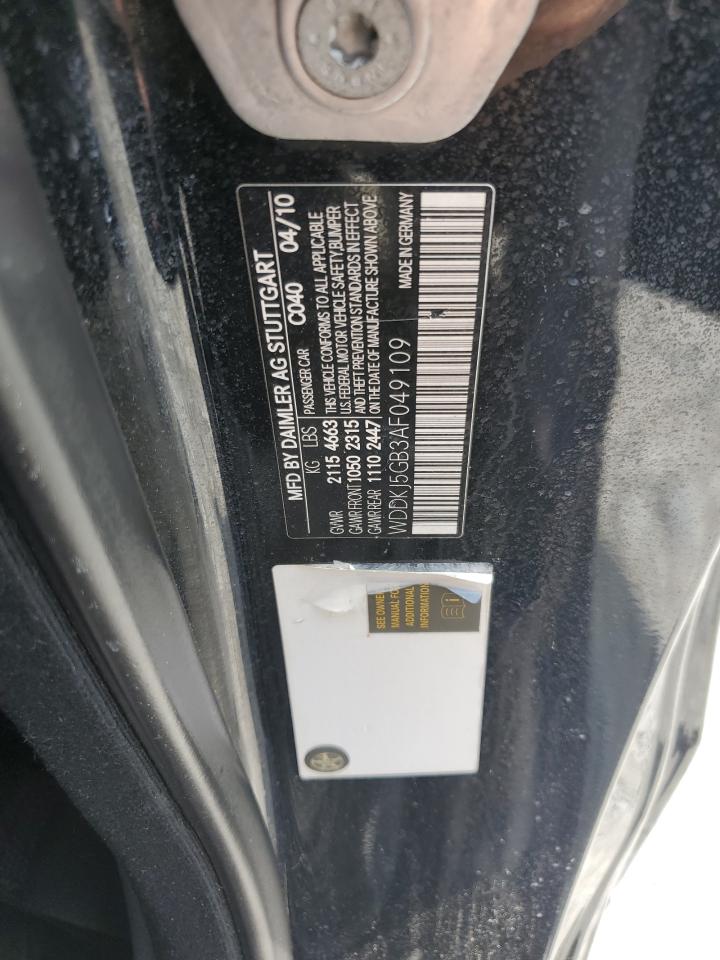 MFD BY DAIMLER AG STUTTGART
C040 04/10
KG LBS PASSENGER CAR
GVWR 2115 4663
GAWR FRONT 1050 2315
GAWR REAR 1110 2447
THIS VEHICLE CONFORMS TO ALL APPLICABLE
U.S. FEDERAL MOTOR VEHICLE SAFETY, BUMPER
AND THEFT PREVENTION STANDARDS IN EFFECT
ON THE DATE OF MANUFACTURE SHOWN ABOVE
MADE IN GERMANY
WDDKJ5GB3AF049109
SEE OWNE
MANUAL FO
ADDITIONAL
INFORMATION